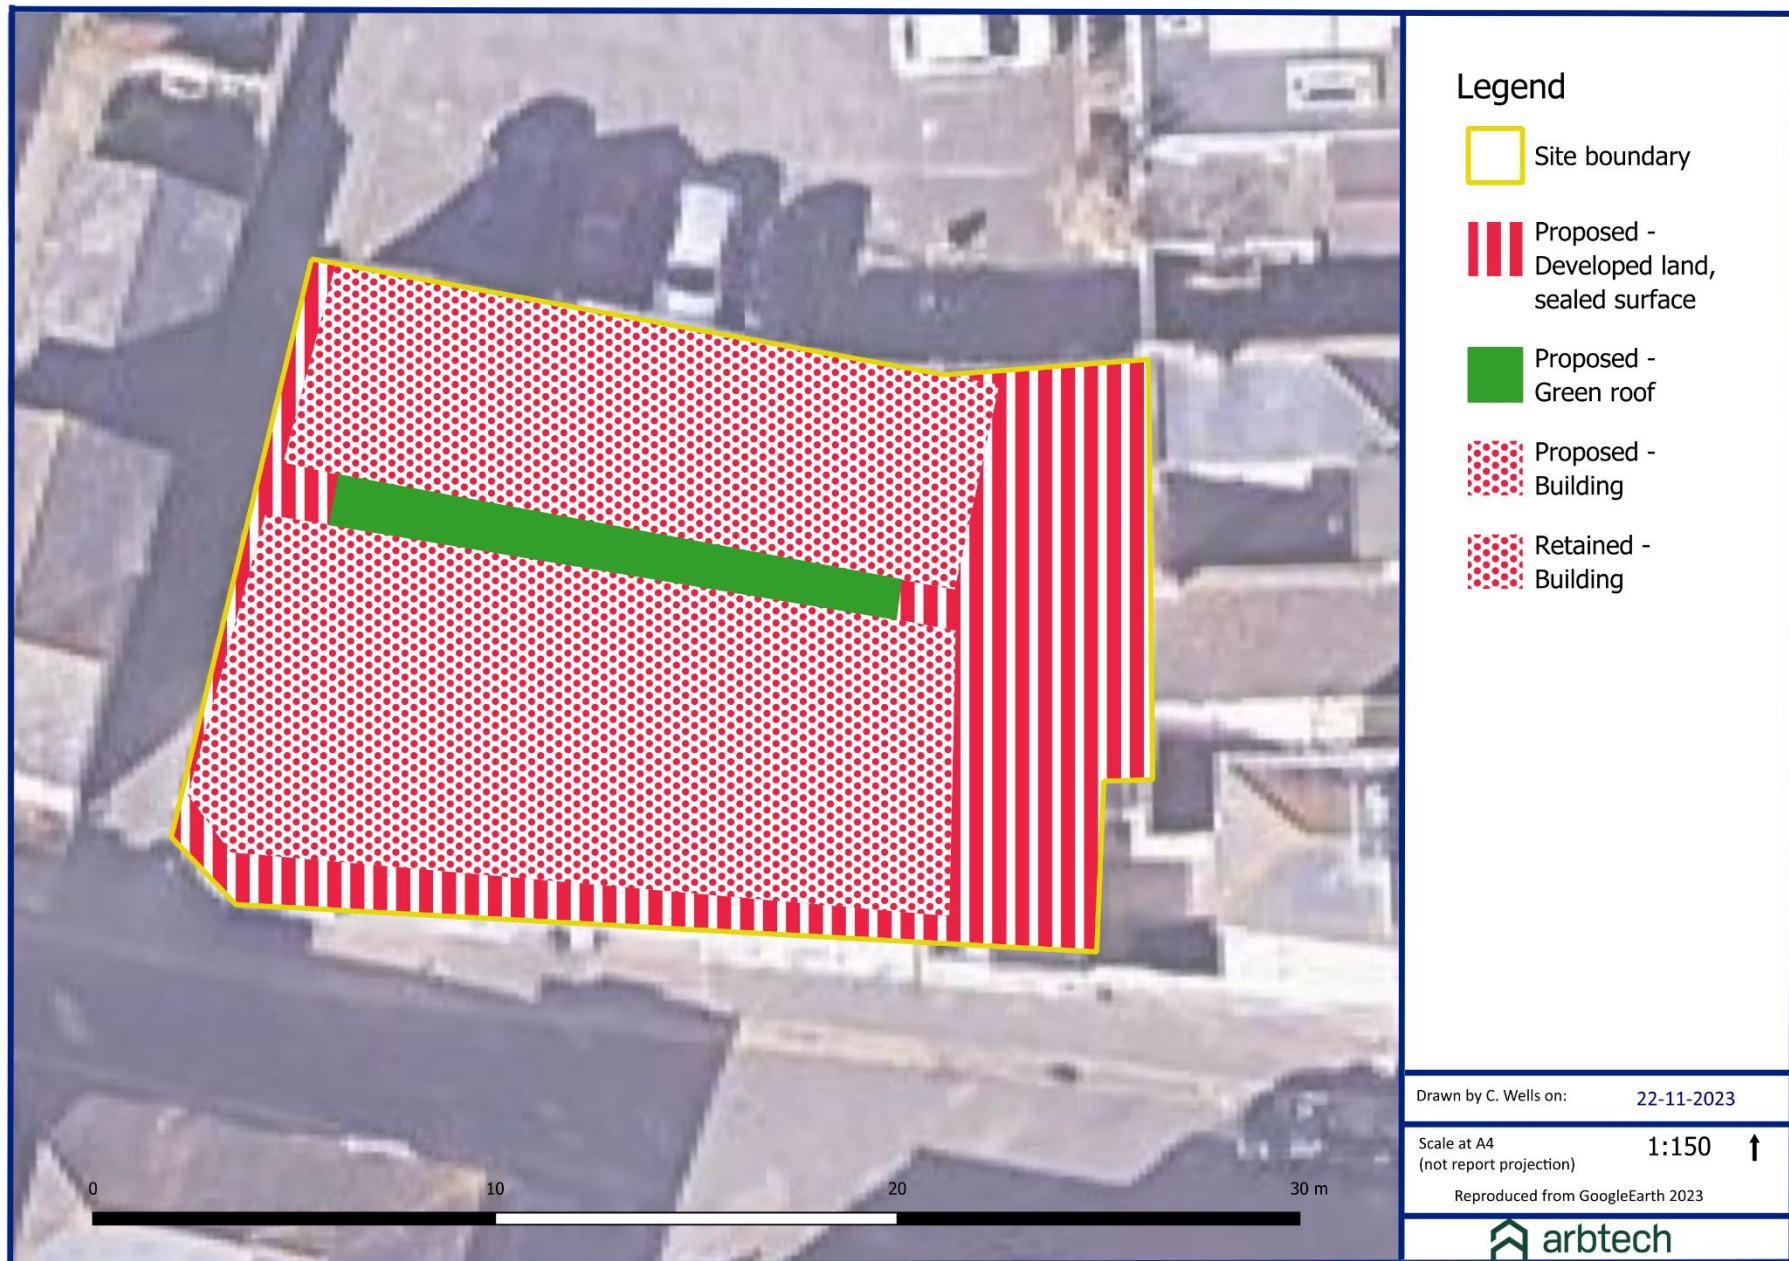 Legend
Site boundary
Proposed -
Developed land,
sealed surface
Proposed -
Green roof
Proposed -
Building
Retained -
Building
Drawn by C. Wells on: 22-11-2023
Scale at A4
(not report projection)
1:150
Reproduced from GoogleEarth 2023
arbtech
0 10 20 30 m